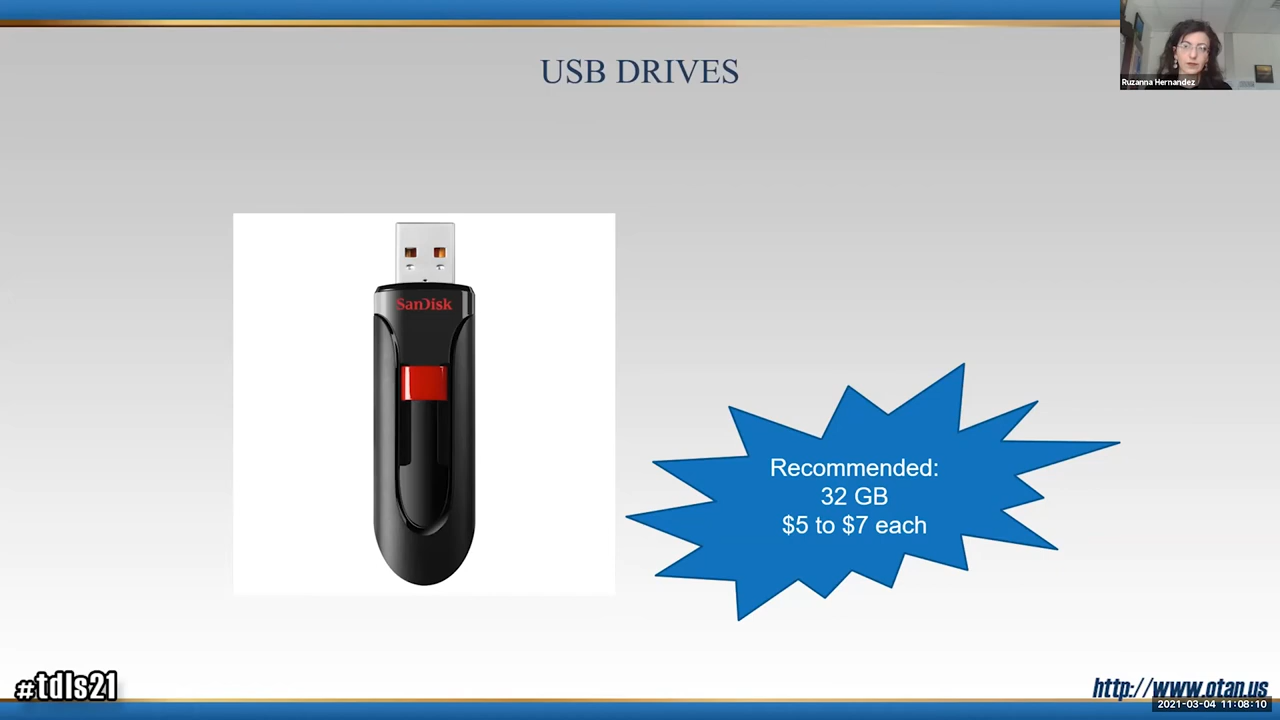 USB DRIVES
Ruzanna Hernandez
SanDisk
Recommended:
32 GB
$5 to $7 each
#tdls21
http://www.otan.us
2021-03-04 11:08:10